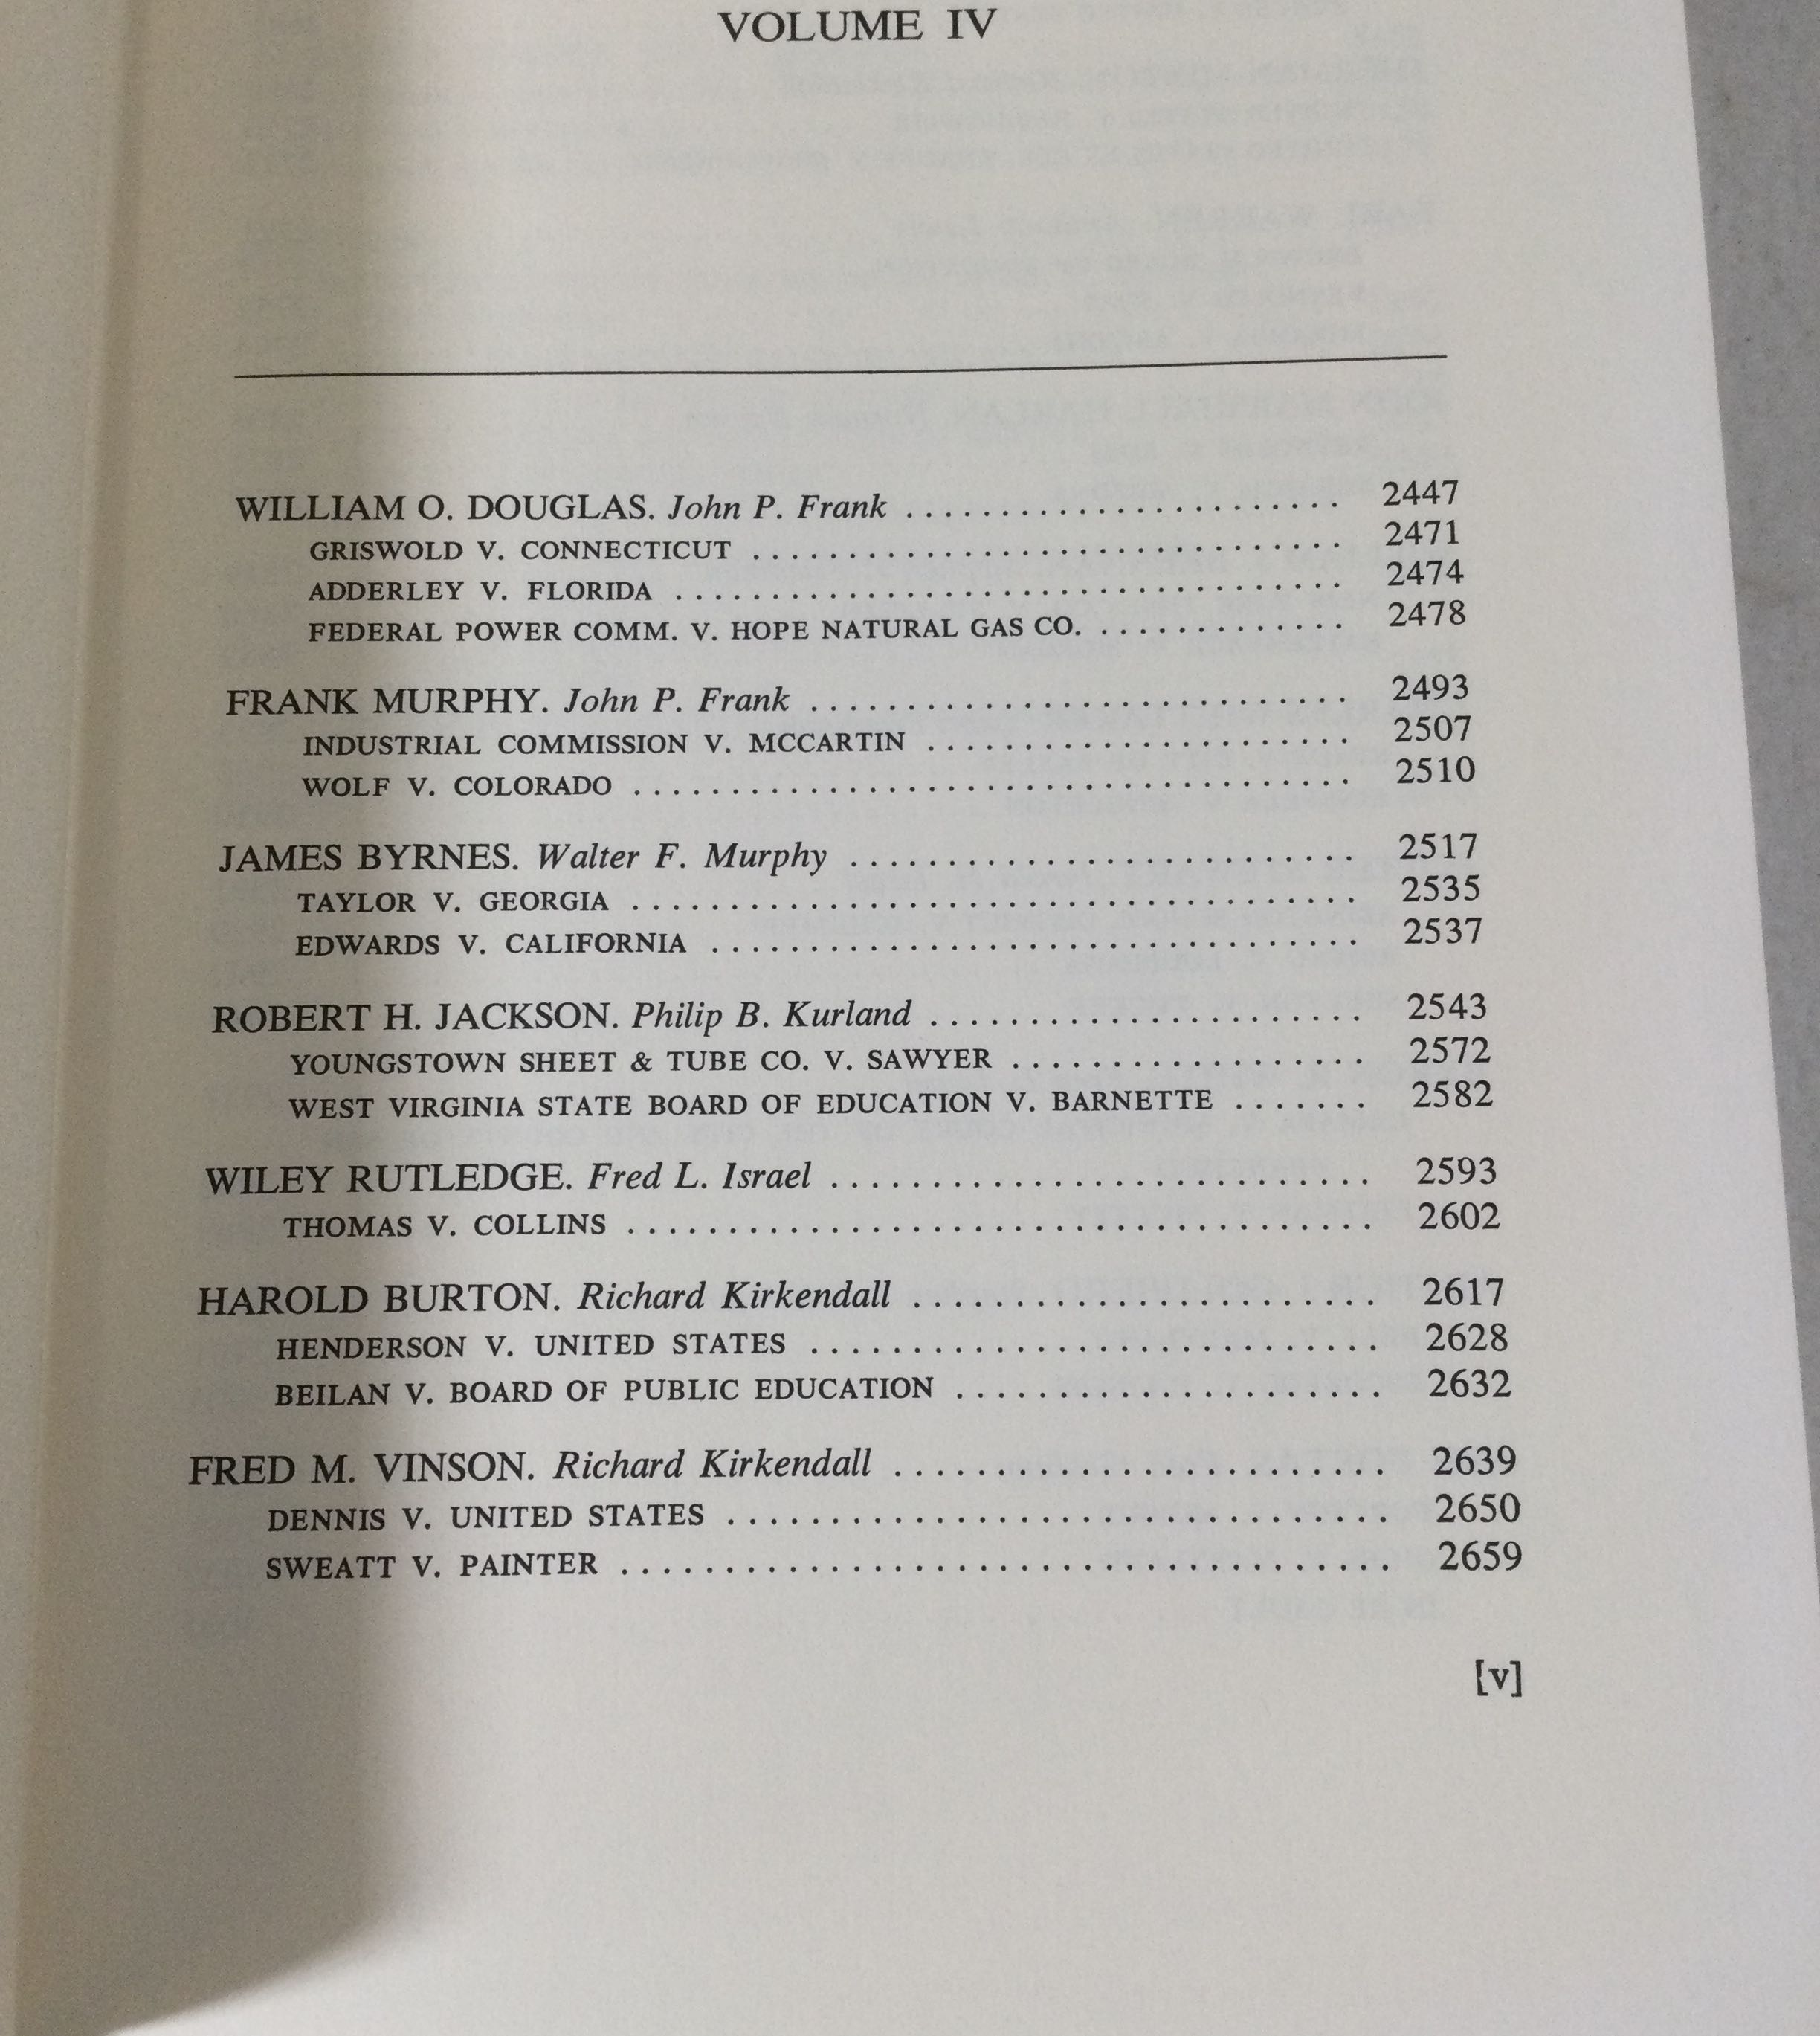 VOLUME IV
WILLIAM O. DOUGLAS. John P. Frank ........................ 2447
GRISWOLD V. CONNECTICUT ............................... 2471
ADDERLEY V. FLORIDA ................................... 2474
FEDERAL POWER COMM. V. HOPE NATURAL GAS CO. ............. 2478
FRANK MURPHY. John P. Frank ............................ 2493
INDUSTRIAL COMMISSION V. MCCARTIN ...................... 2507
WOLF V. COLORADO ..................................... 2510
JAMES BYRNES. Walter F. Murphy .......................... 2517
TAYLOR V. GEORGIA .................................... 2535
EDWARDS V. CALIFORNIA ................................ 2537
ROBERT H. JACKSON. Philip B. Kurland ...................... 2543
YOUNGSTOWN SHEET & TUBE CO. V. SAWYER ................. 2572
WEST VIRGINIA STATE BOARD OF EDUCATION V. BARNETTE ....... 2582
WILEY RUTLEDGE. Fred L. Israel ........................... 2593
THOMAS V. COLLINS .................................... 2602
HAROLD BURTON. Richard Kirkendall ....................... 2617
HENDERSON V. UNITED STATES ............................ 2628
BEILAN V. BOARD OF PUBLIC EDUCATION ..................... 2632
FRED M. VINSON. Richard Kirkendall ........................ 2639
DENNIS V. UNITED STATES ................................ 2650
SWEATT V. PAINTER ..................................... 2659
[v]